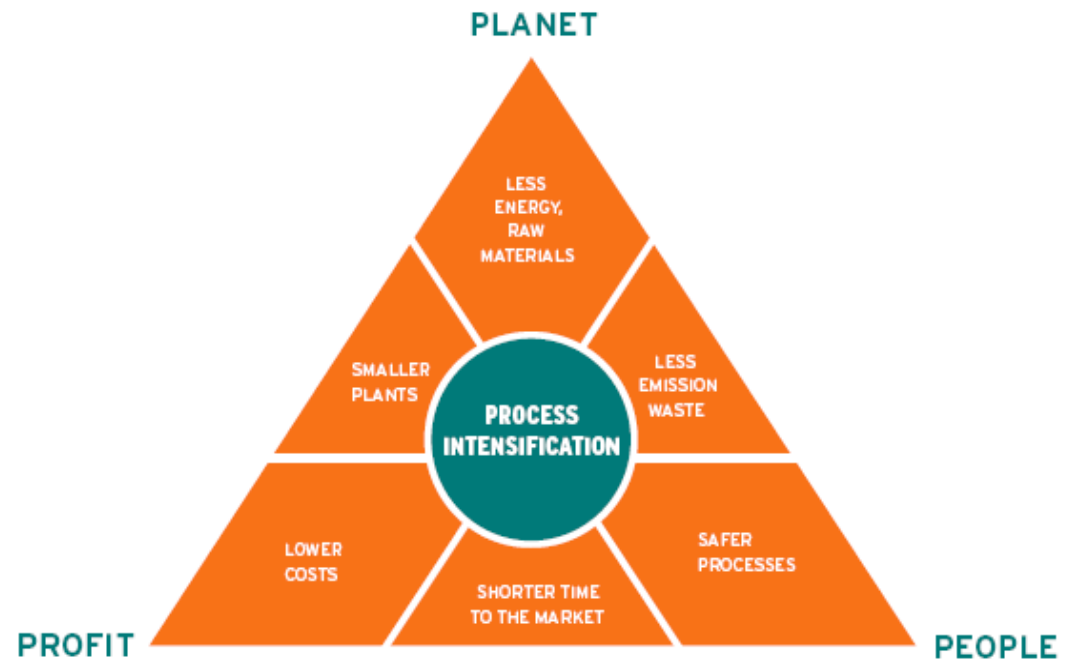 PLANET
LESS
ENERGY,
RAW
MATERIALS
SMALLER
PLANTS
LESS
EMISSION
WASTE
PROCESS
INTENSIFICATION
LOWER
COSTS
SHORTER TIME
TO THE MARKET
SAFER
PROCESSES
PROFIT
PEOPLE